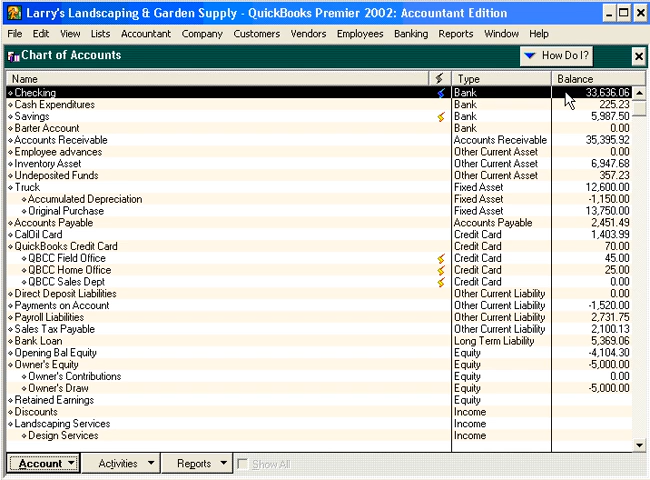 Larry's Landscaping & Garden Supply - QuickBooks Premier 2002: Accountant Edition
File Edit View Lists Accountant Company Customers Vendors Employees Banking Reports Window Help
Chart of Accounts How Do I?
Name Type Balance
Checking Bank 33,636.06
Cash Expenditures Bank 225.23
Savings Bank 5,987.50
Barter Account Bank 0.00
Accounts Receivable Accounts Receivable 35,395.92
Employee advances Other Current Asset 0.00
Inventory Asset Other Current Asset 6,947.68
Undeposited Funds Other Current Asset 357.23
Truck Fixed Asset 12,600.00
Accumulated Depreciation Fixed Asset -1,150.00
Original Purchase Fixed Asset 13,750.00
Accounts Payable Accounts Payable 2,451.49
CalOil Card Credit Card 1,403.99
QuickBooks Credit Card Credit Card 70.00
QBCC Field Office Credit Card 45.00
QBCC Home Office Credit Card 25.00
QBCC Sales Dept Credit Card 0.00
Direct Deposit Liabilities Other Current Liability 0.00
Payments on Account Other Current Liability -1,520.00
Payroll Liabilities Other Current Liability 2,731.75
Sales Tax Payable Other Current Liability 2,100.13
Bank Loan Long Term Liability 5,369.06
Opening Bal Equity Equity -4,104.30
Owner's Equity Equity -5,000.00
Owner's Contributions Equity 0.00
Owner's Draw Equity -5,000.00
Retained Earnings Equity
Discounts Income
Landscaping Services Income
Design Services Income
Account Activities Reports Show All